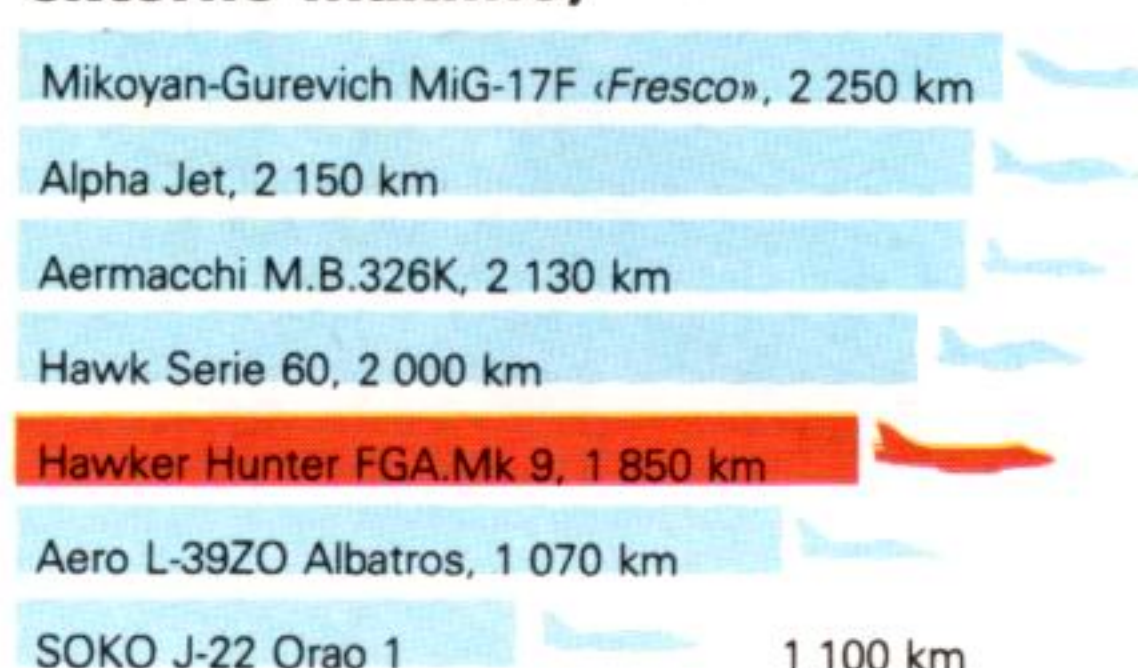 Mikoyan-Gurevich MiG-17F ‹Fresco», 2 250 km
Alpha Jet, 2 150 km
Aermacchi M.B.326K, 2 130 km
Hawk Serie 60, 2 000 km
Hawker Hunter FGA.Mk 9, 1 850 km
Aero L-39ZO Albatros, 1 070 km
SOKO J-22 Orao 1 1 100 km